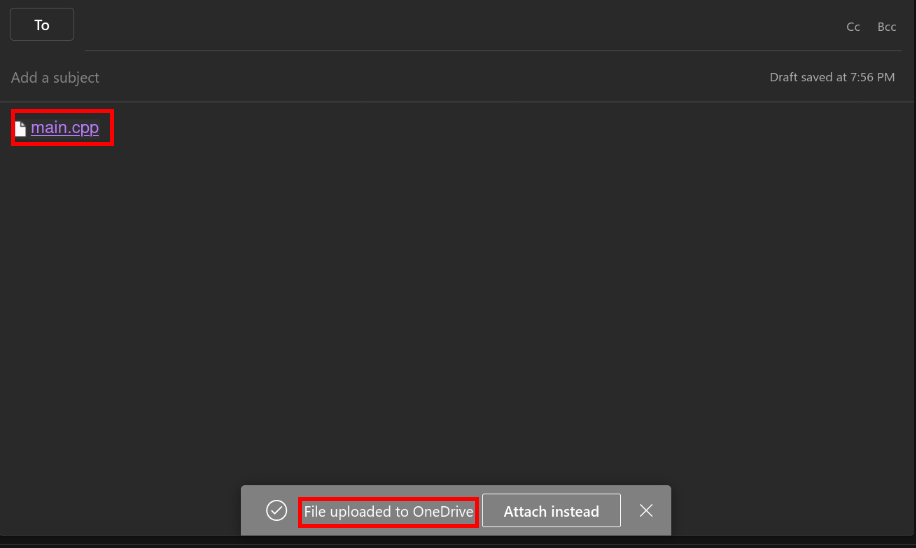 To
Cc Bcc
Add a subject
Draft saved at 7:56 PM
main.cpp
File uploaded to OneDrive
Attach instead